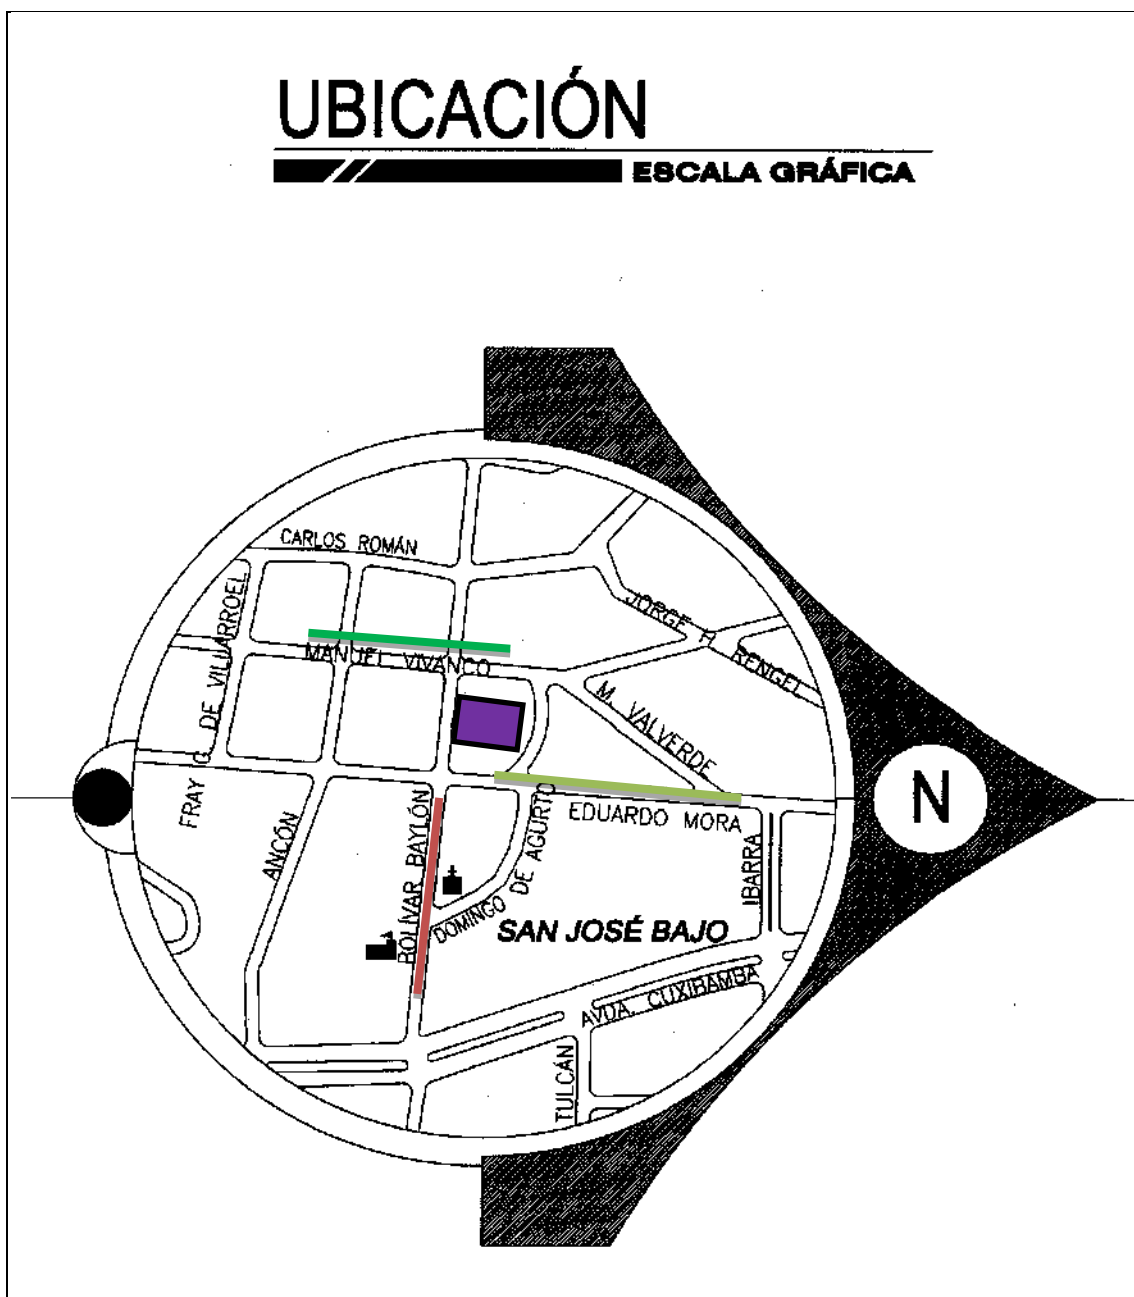 UBICACIÓN
ESCALA GRÁFICA
CARLOS ROMÁN
FRAY G. DE VILLARROEL
JORGE H. RENGEL
MANUEL VIVANCO
M. VALVERDE
N
EDUARDO MORA
ANCÓN
BOLÍVAR BAYLÓN
DOMINGO DE AGURTO
IBARRA
SAN JOSÉ BAJO
AVDA. CUXIBAMBA
TULCÁN